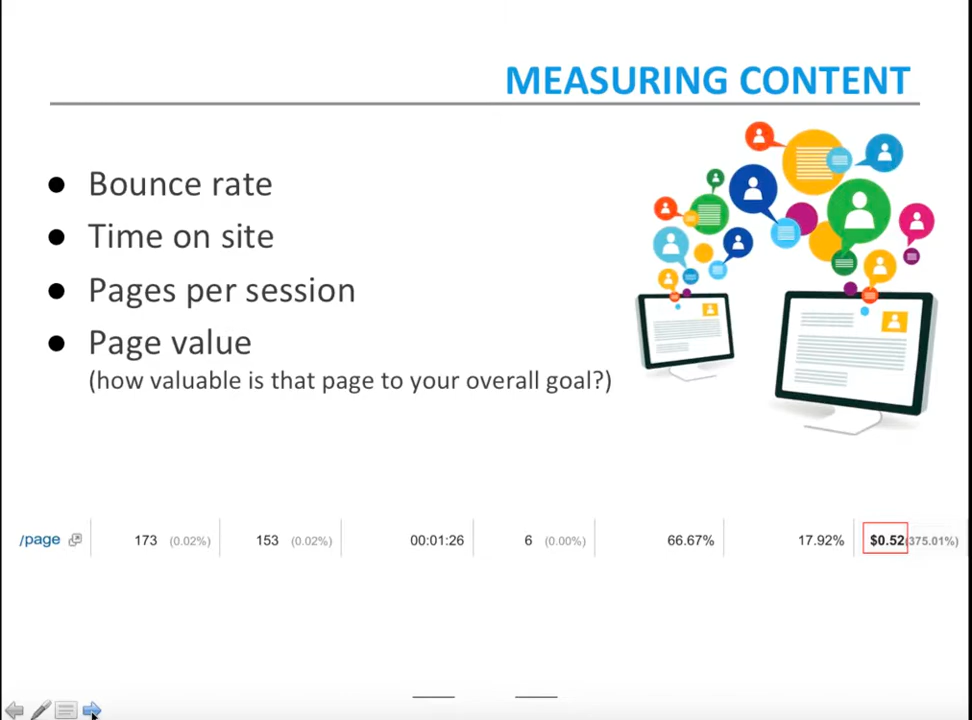 MEASURING CONTENT
● Bounce rate
● Time on site
● Pages per session
● Page value
(how valuable is that page to your overall goal?)
/page 173 (0.02%) 153 (0.02%) 00:01:26 6 (0.00%) 66.67% 17.92% $0.52(375.01%)